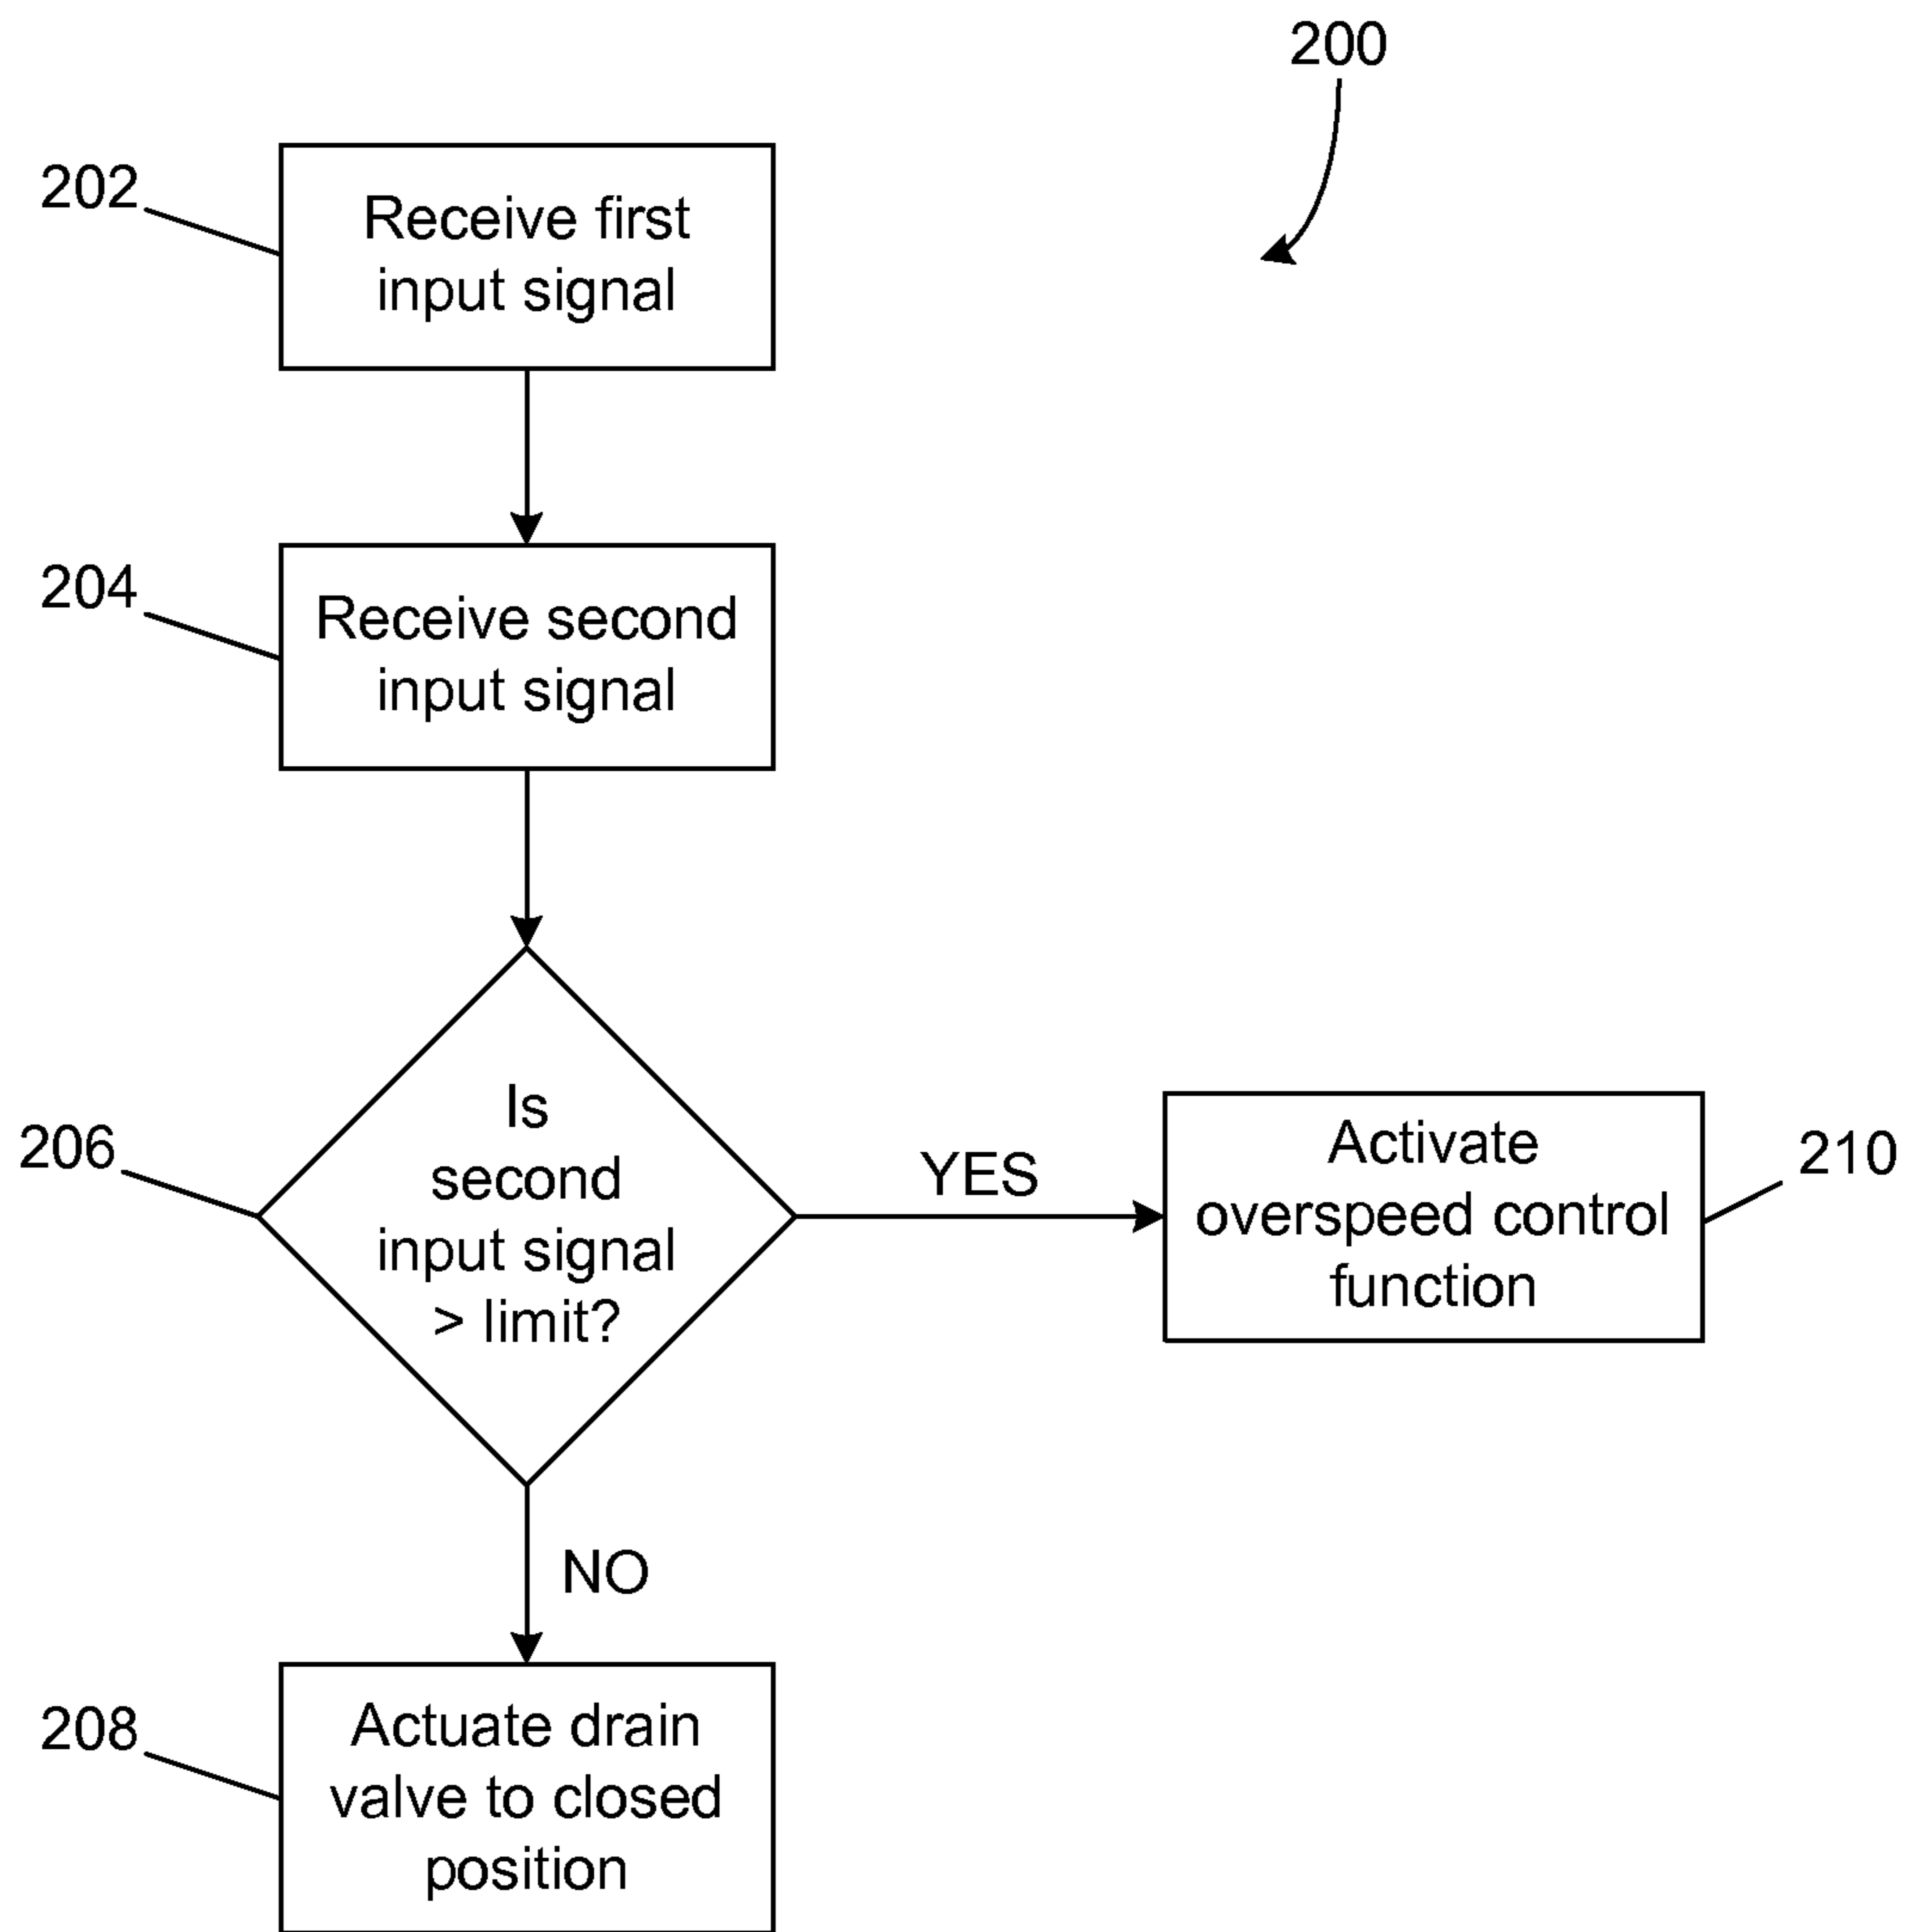 200
202
Receive first
input signal
204
Receive second
input signal
206
Is
second
input signal
> limit?
YES
Activate
overspeed control
function
210
NO
208
Actuate drain
valve to closed
position